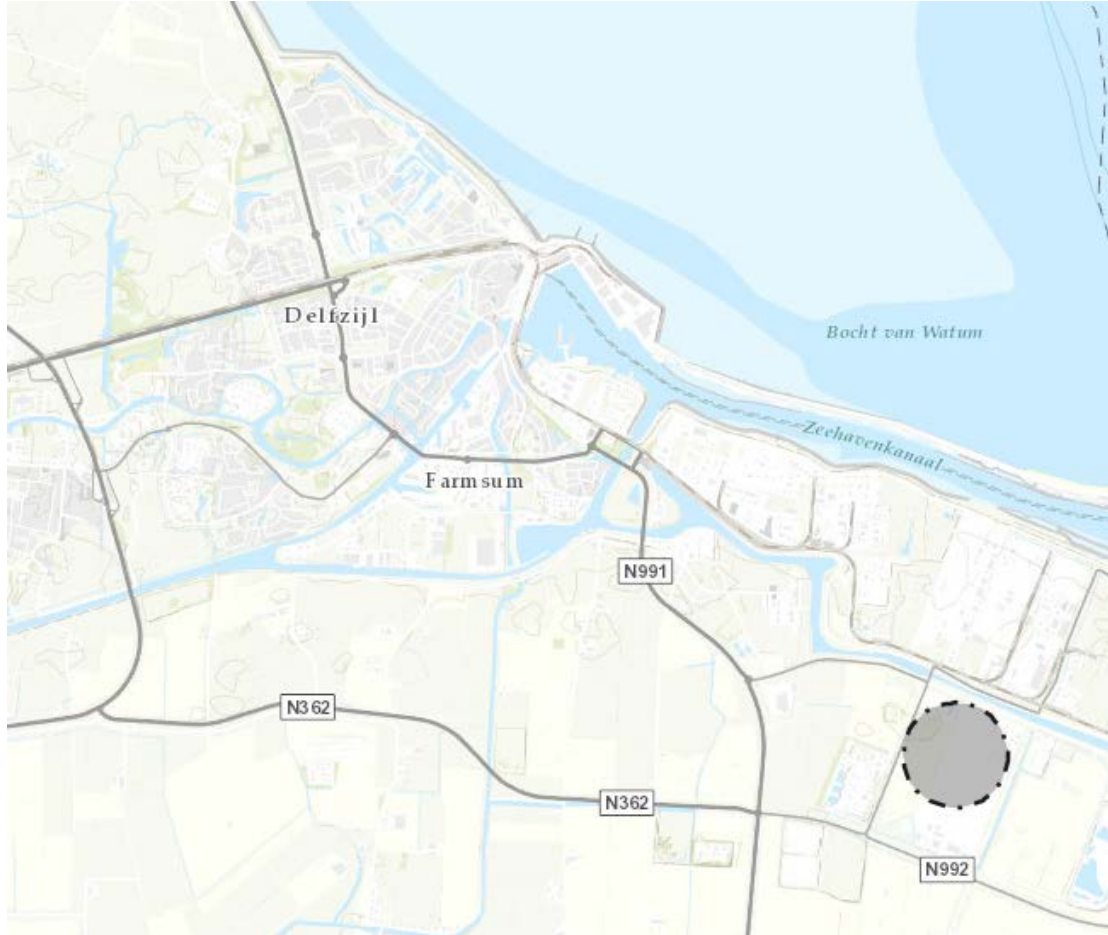 Delfzijl
Bocht van Watum
Zeehavenkanaal
Farmsum
N991
N362
N362
N992